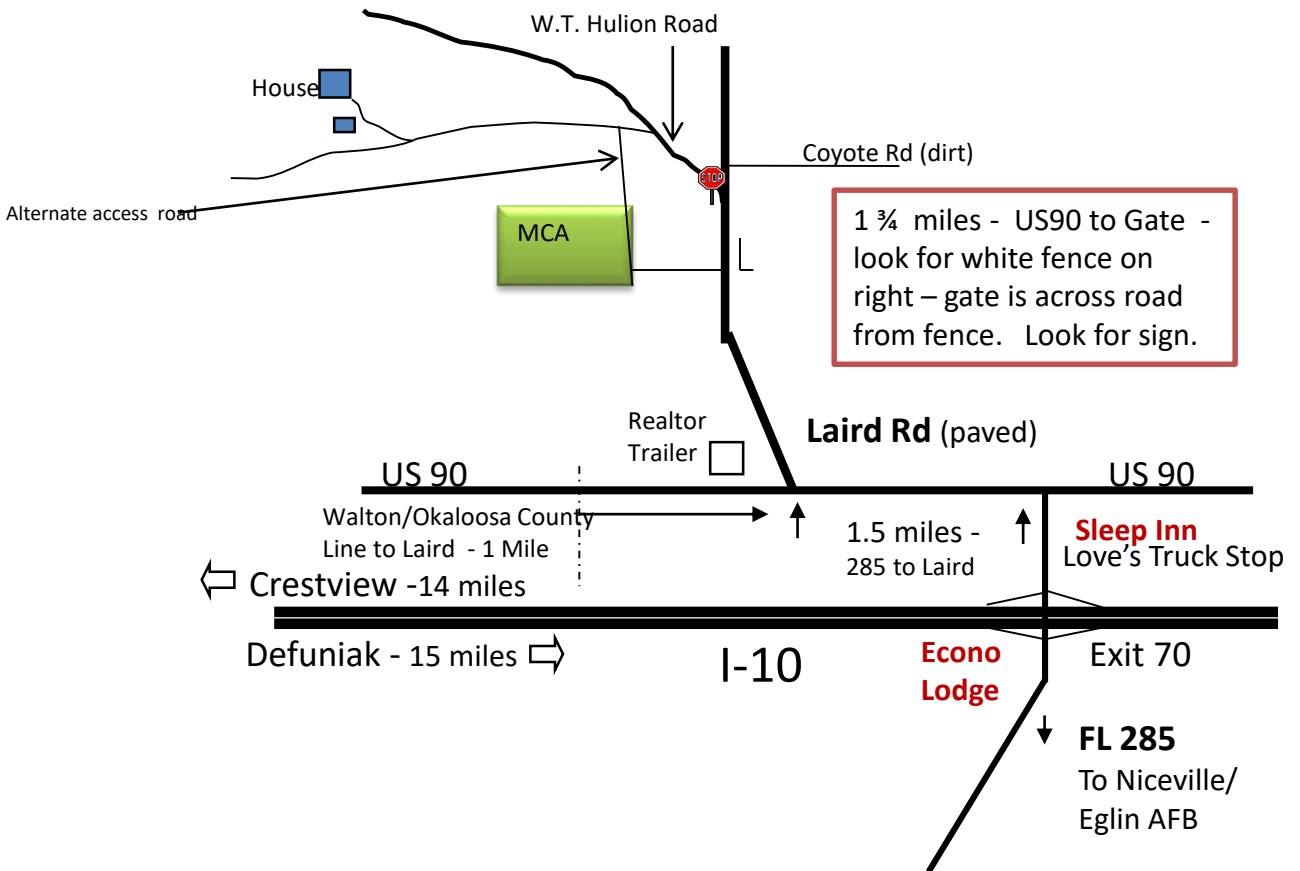 W.T. Hulion Road
House
Coyote Rd (dirt)
STOP
Alternate access road
MCA
1 ¾ miles - US90 to Gate -
look for white fence on
right – gate is across road
from fence. Look for sign.
Realtor
Trailer
Laird Rd (paved)
US 90
US 90
Walton/Okaloosa County
Line to Laird - 1 Mile
1.5 miles -
285 to Laird
Sleep Inn
Love's Truck Stop
Crestview -14 miles
Defuniak - 15 miles
I-10
Econo
Lodge
Exit 70
FL 285
To Niceville/
Eglin AFB